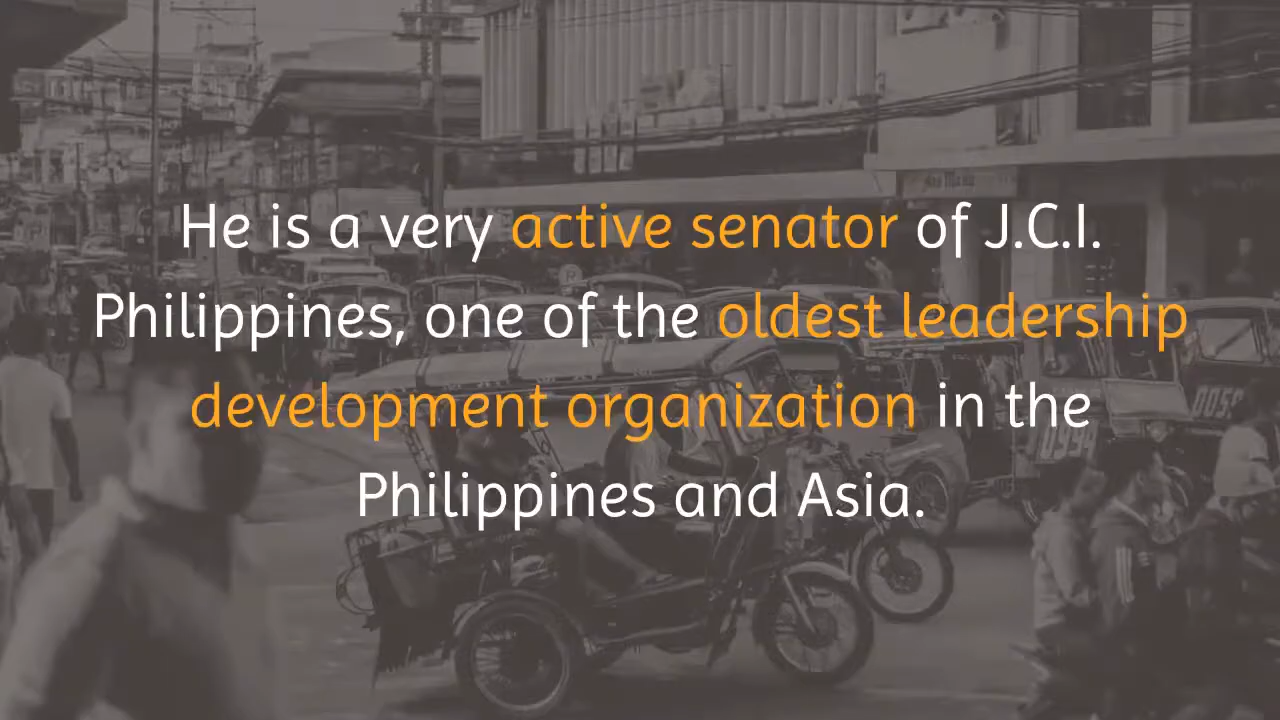 He is a very active senator of J.C.I.
Philippines, one of the oldest leadership
development organization in the
Philippines and Asia.